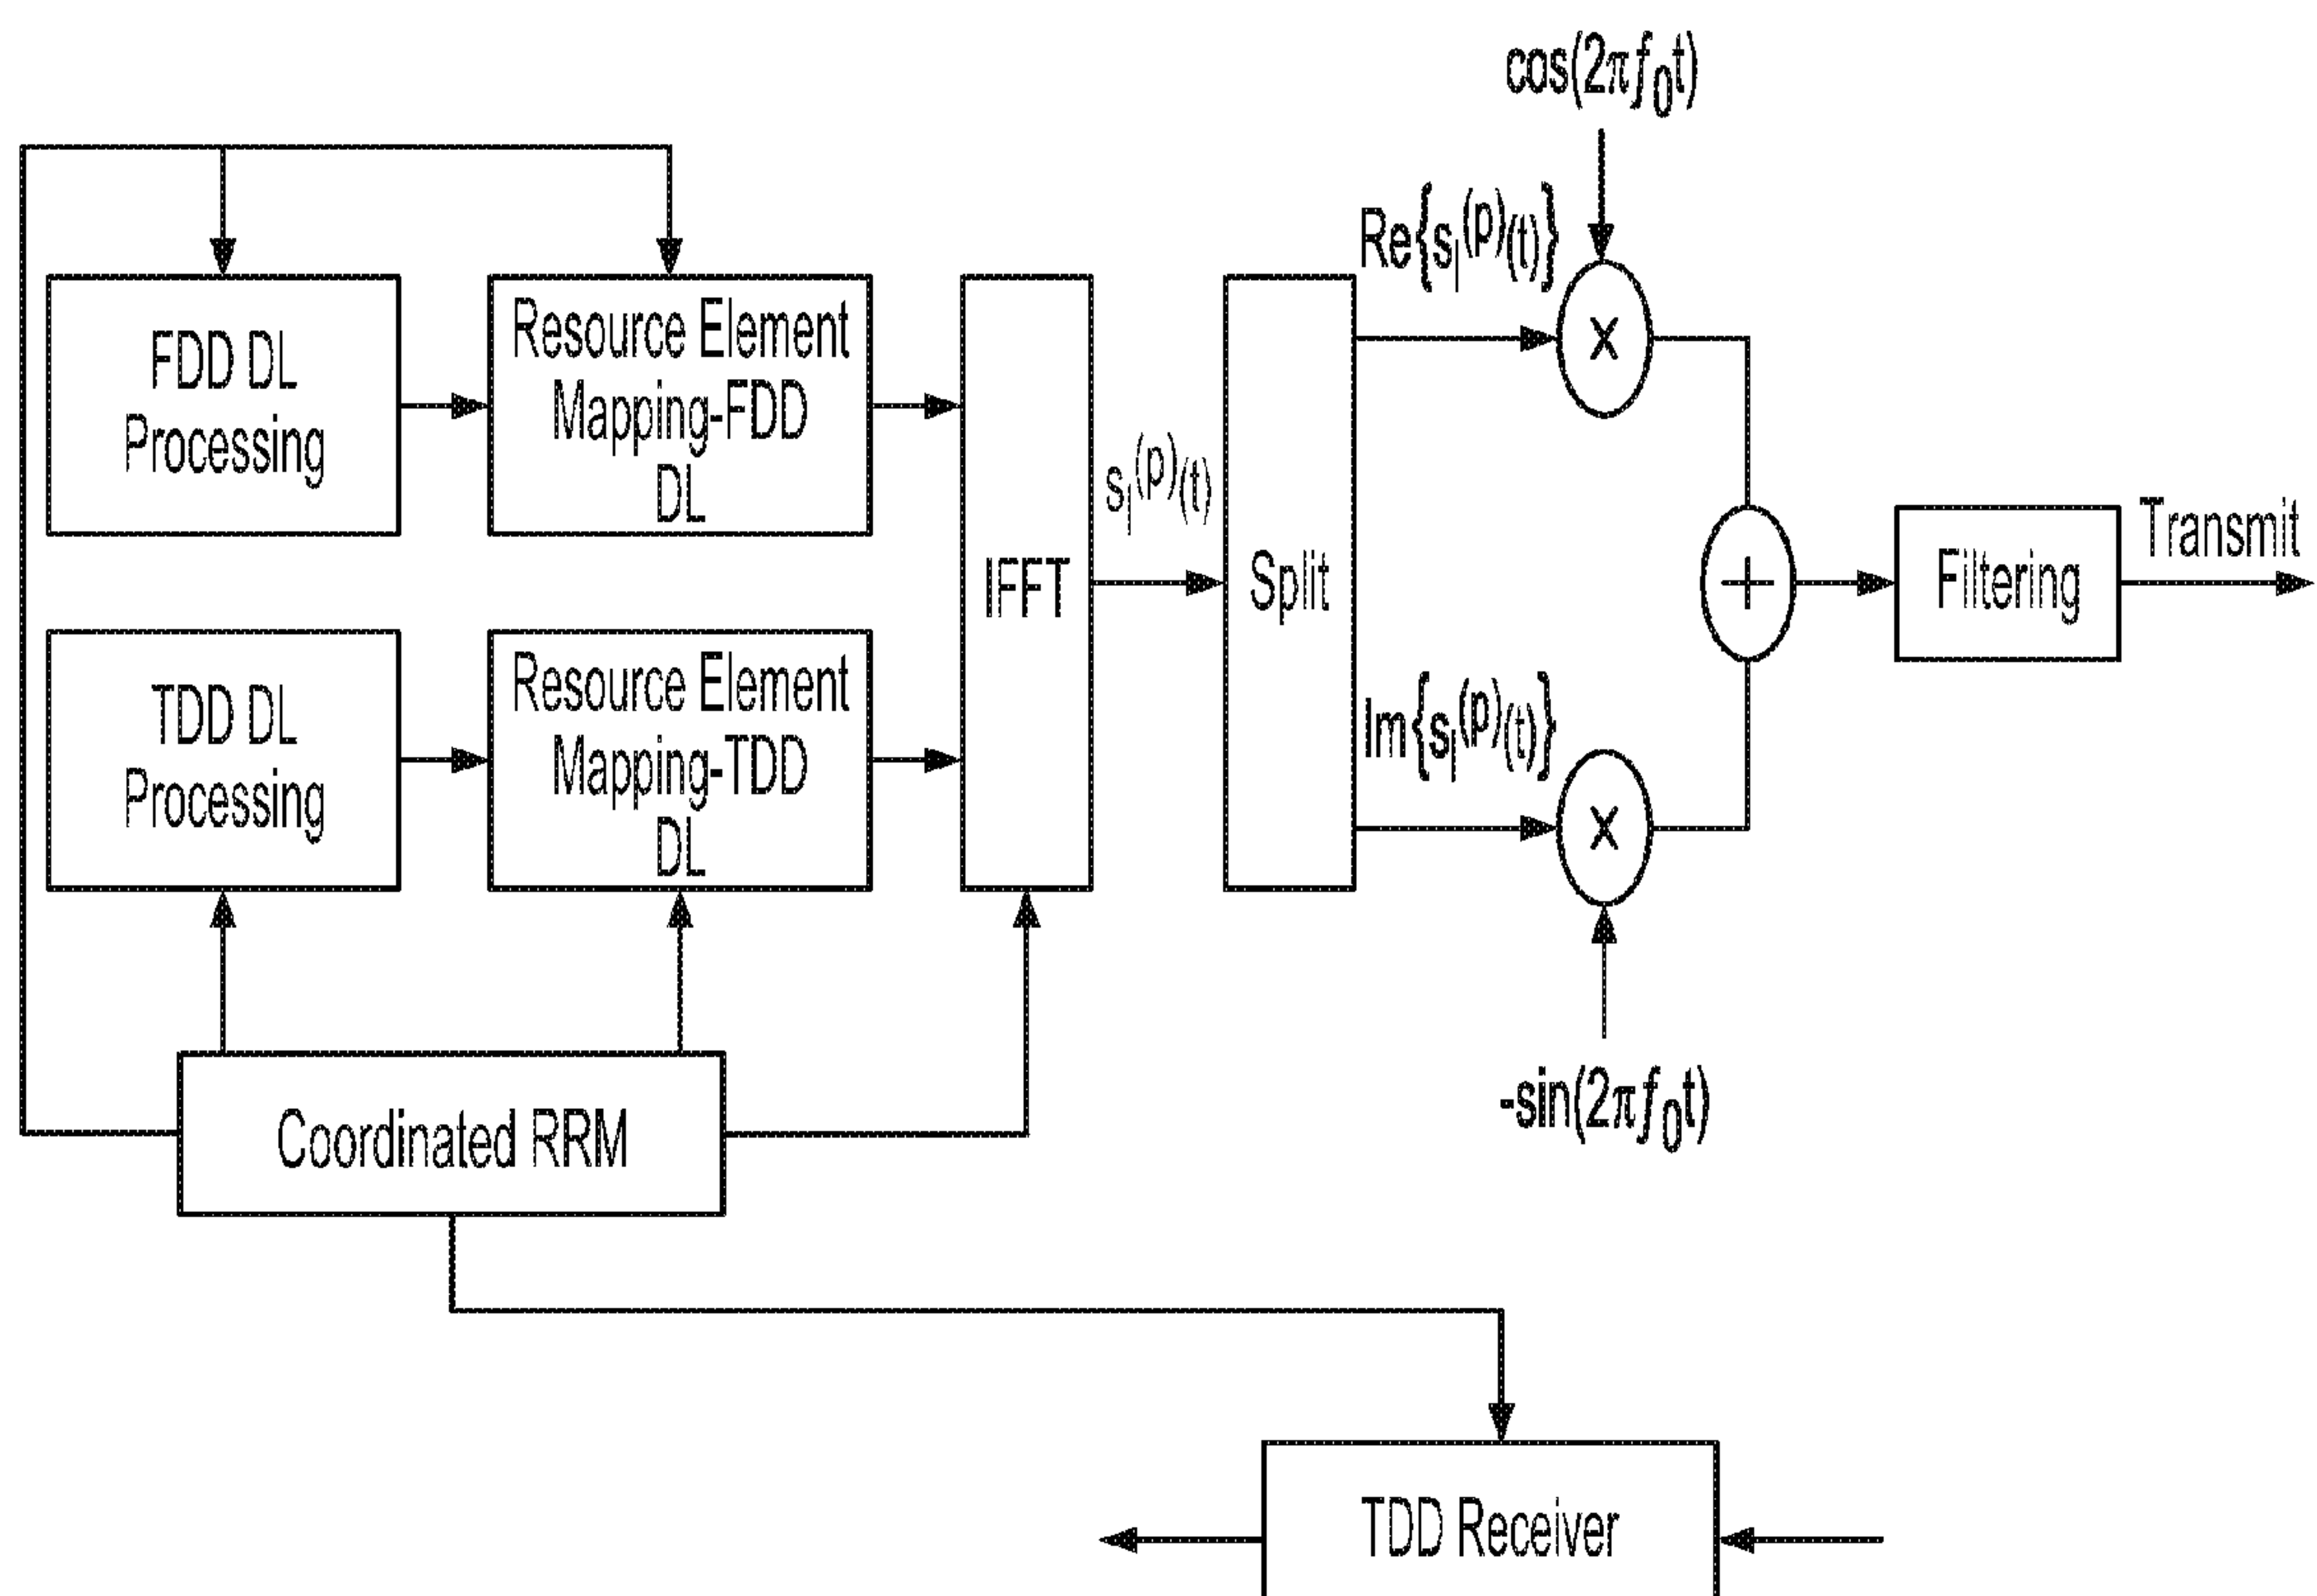 cos(2πf₀t)
Re{sₗ⁽ᵖ⁾(t)}
FDD DL
Processing
Resource Element
Mapping-FDD
DL
sₗ⁽ᵖ⁾(t)
IFFT
Split
Filtering
Transmit
TDD DL
Processing
Resource Element
Mapping-TDD
DL
Im{sₗ⁽ᵖ⁾(t)}
x
x
+
-sin(2πf₀t)
Coordinated RRM
TDD Receiver